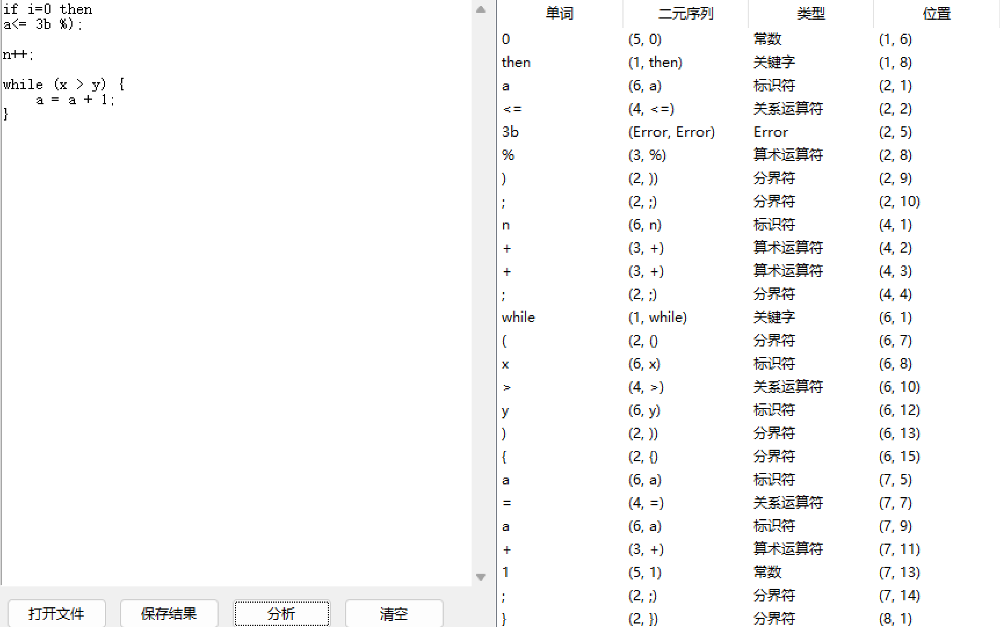 if i=0 then
a<= 3b %);
n++;
while (x > y) {
    a = a + 1;
}
打开文件 保存结果 分析 清空
单词 二元序列 类型 位置
0 (5, 0) 常数 (1, 6)
then (1, then) 关键字 (1, 8)
a (6, a) 标识符 (2, 1)
<= (4, <=) 关系运算符 (2, 2)
3b (Error, Error) Error (2, 5)
% (3, %) 算术运算符 (2, 8)
) (2, )) 分界符 (2, 9)
; (2, ;) 分界符 (2, 10)
n (6, n) 标识符 (4, 1)
+ (3, +) 算术运算符 (4, 2)
+ (3, +) 算术运算符 (4, 3)
; (2, ;) 分界符 (4, 4)
while (1, while) 关键字 (6, 1)
( (2, () 分界符 (6, 7)
x (6, x) 标识符 (6, 8)
> (4, >) 关系运算符 (6, 10)
y (6, y) 标识符 (6, 12)
) (2, )) 分界符 (6, 13)
{ (2, {) 分界符 (6, 15)
a (6, a) 标识符 (7, 5)
= (4, =) 关系运算符 (7, 7)
a (6, a) 标识符 (7, 9)
+ (3, +) 算术运算符 (7, 11)
1 (5, 1) 常数 (7, 13)
; (2, ;) 分界符 (7, 14)
} (2, }) 分界符 (8, 1)